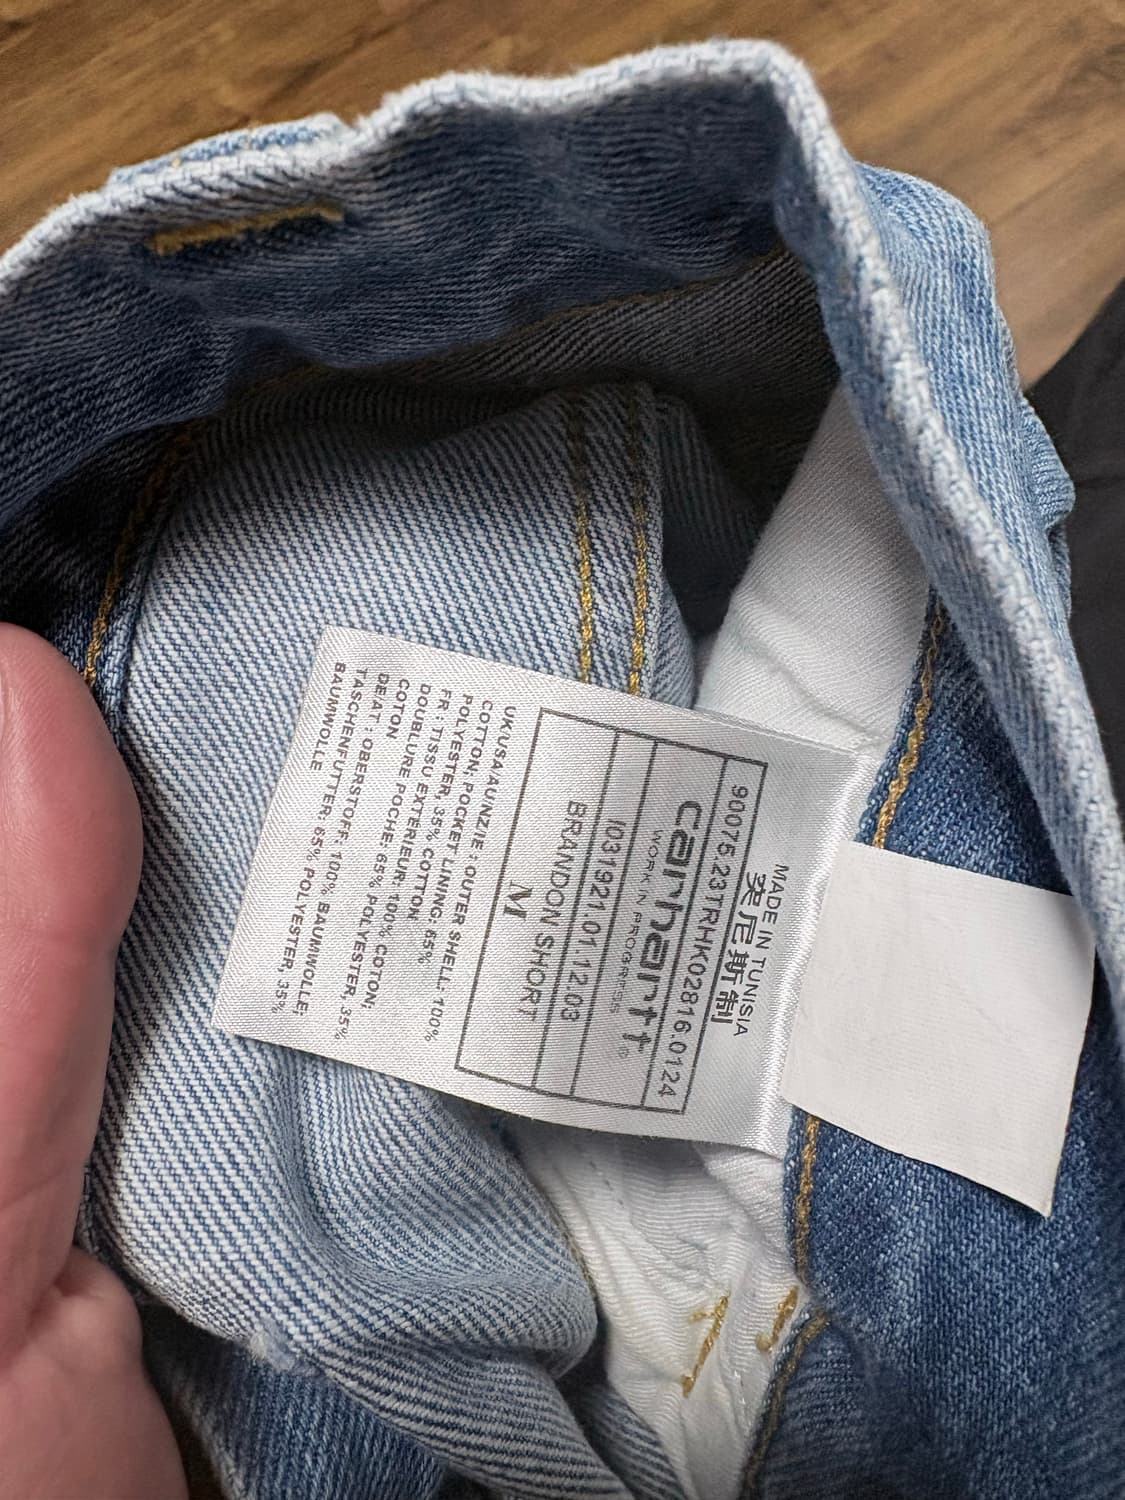 MADE IN TUNISIA
突尼斯制
90075.23TRHK02816.0124
carhartt
WORK IN PROGRESS
I031921.01.12.03
BRANDON SHORT
M
UK/USA/AU/NZ/IE : OUTER SHELL: 100%
COTTON; POCKET LINNING: 65%
POLYESTER, 35% COTTON
FR : TISSU EXTERIEUR: 100% COTON;
DOUBLURE POCHE: 65% POLYESTER, 35%
COTON
DE/AT : OBERSTOFF: 100% BAUMWOLLE;
TASCHENFUTTER: 65% POLYESTER, 35%
BAUMWOLLE